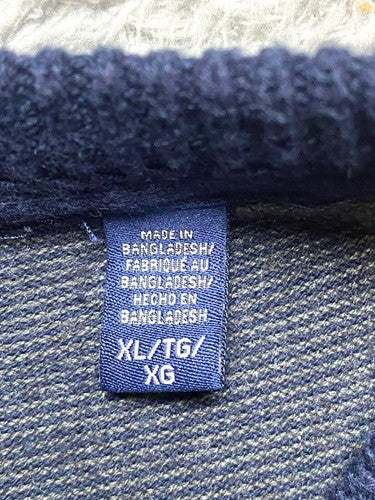 MADE IN
BANGLADESH/
FABRIQUÉ AU
BANGLADESH/
HECHO EN
BANGLADESH
XL/TG/
XG